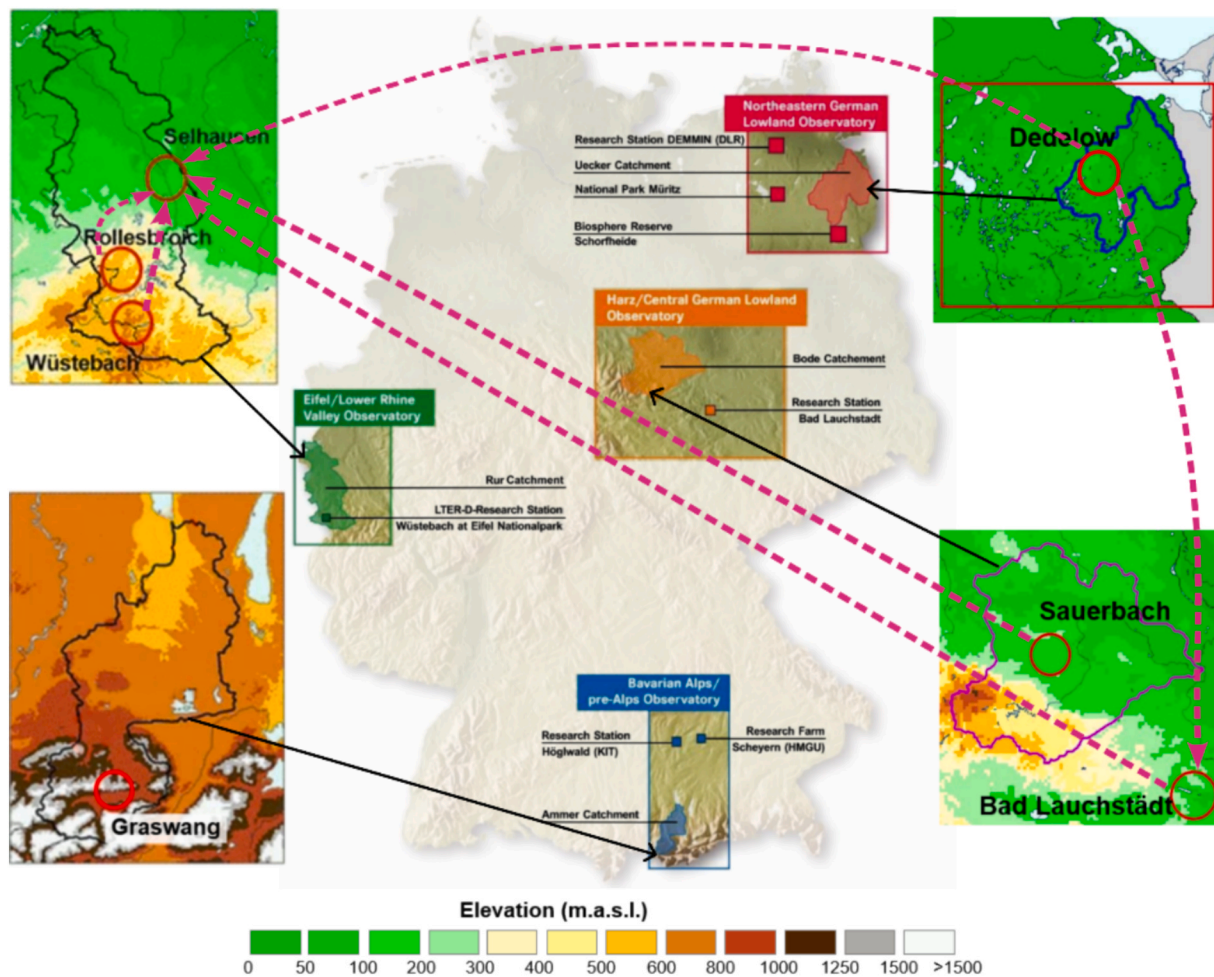 Selhausen
Rollesbroich
Wüstebach
Northeastern German
Lowland Observatory
Research Station DEMMIN (DLR)
Uecker Catchment
National Park Müritz
Biosphere Reserve
Schorfheide
Dedelow
Harz/Central German Lowland
Observatory
Bode Catchement
Research Station
Bad Lauchstadt
Eifel/Lower Rhine
Valley Observatory
Rur Catchment
LTER-D-Research Station
Wüstebach at Eifel Nationalpark
Graswang
Sauerbach
Bad Lauchstädt
Bavarian Alps/
pre-Alps Observatory
Research Station
Höglwald (KIT)
Research Farm
Scheyern (HMGU)
Ammer Catchment
Elevation (m.a.s.l.)
0 50 100 200 300 400 500 600 800 1000 1250 1500 >1500